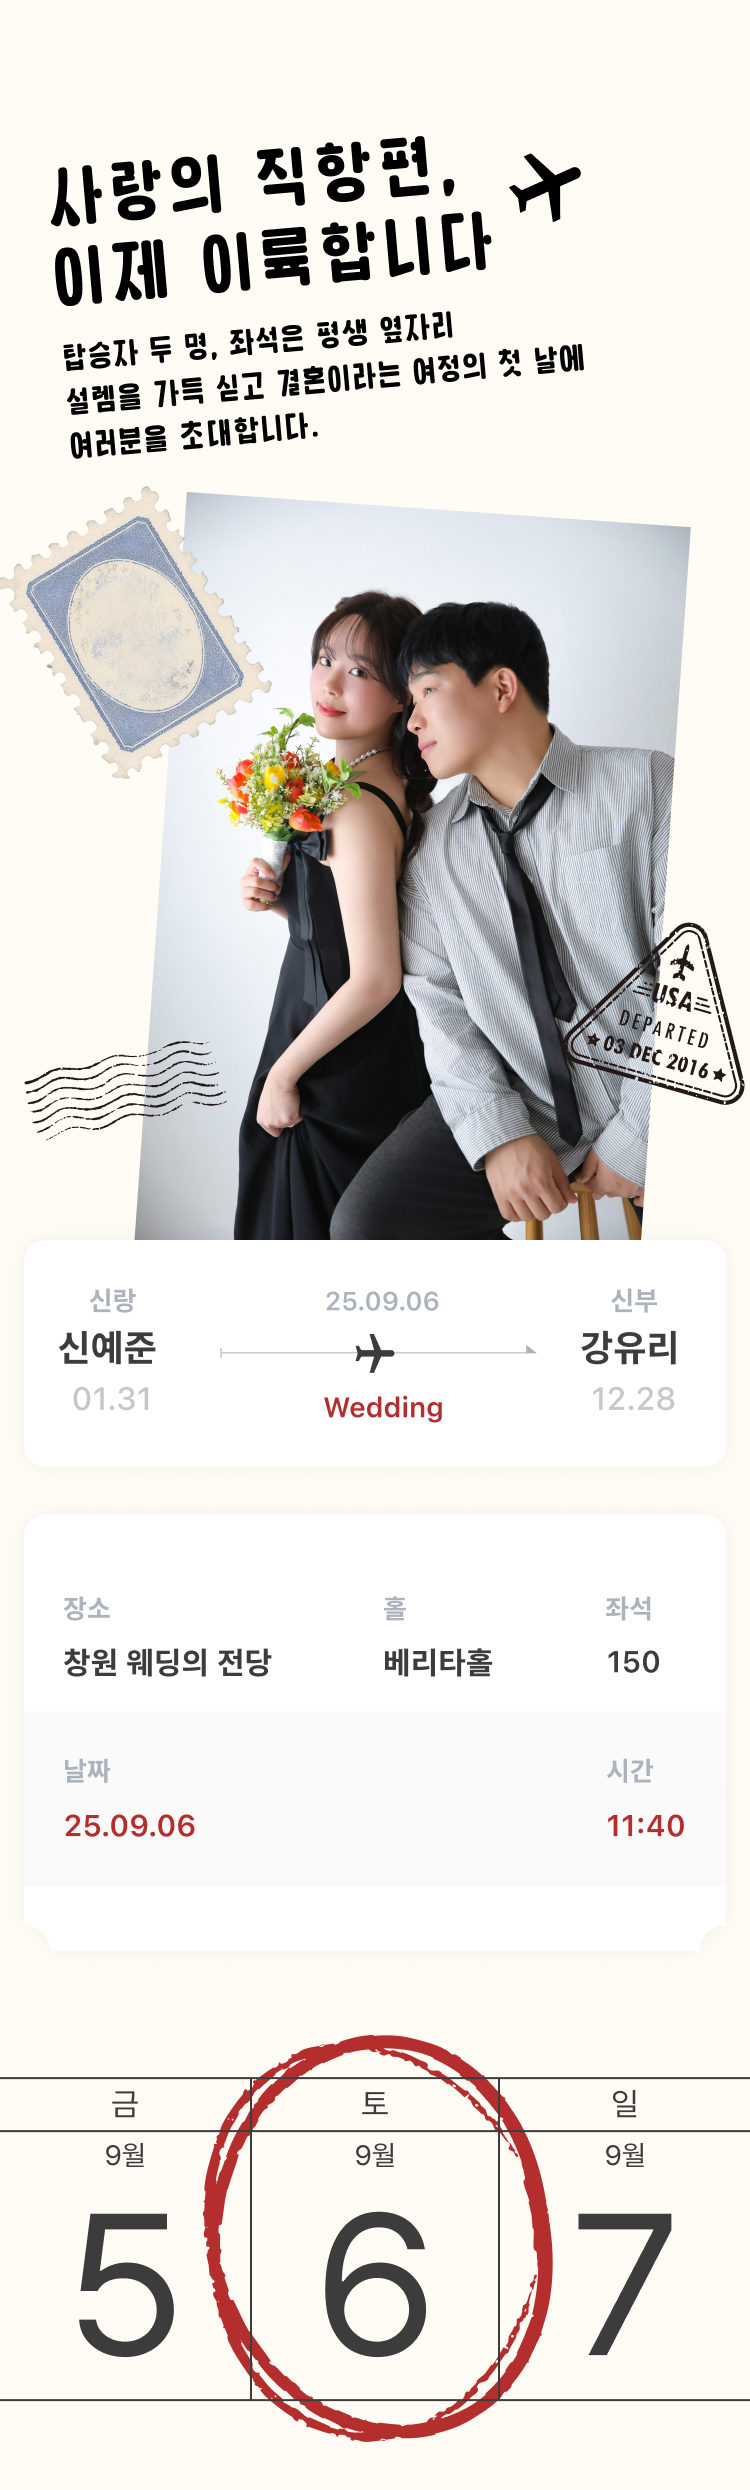 사랑의 직항편,
이제 이륙합니다
탑승자 두 명, 좌석은 평생 옆자리
설렘을 가득 싣고 결혼이라는 여정의 첫 날에
여러분을 초대합니다.
USA
DEPARTED
03 DEC 2016
신랑 25.09.06 신부
신예준 강유리
01.31 Wedding 12.28
장소 홀 좌석
창원 웨딩의 전당 베리타홀 150
날짜 시간
25.09.06 11:40
금 토 일
9월 9월 9월
5 6 7